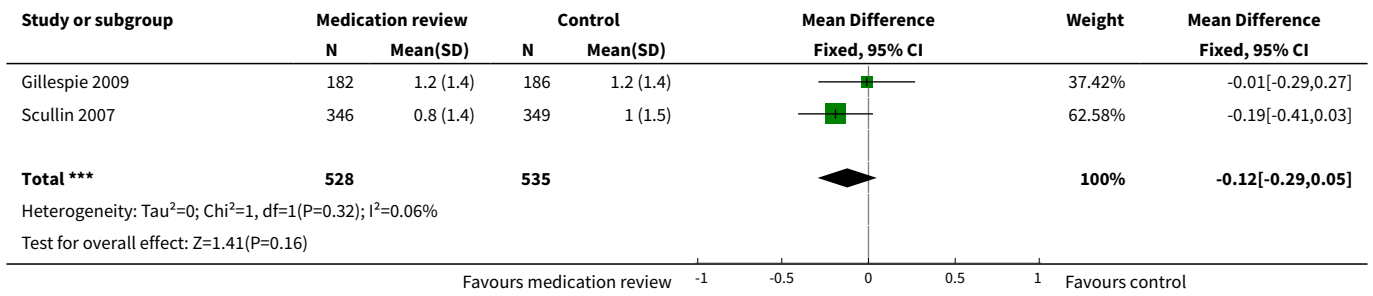 Study or subgroup Medication review Control Mean Difference Weight Mean Difference
N Mean(SD) N Mean(SD) Fixed, 95% CI Fixed, 95% CI
Gillespie 2009 182 1.2 (1.4) 186 1.2 (1.4) 37.42% -0.01[-0.29,0.27]
Scullin 2007 346 0.8 (1.4) 349 1 (1.5) 62.58% -0.19[-0.41,0.03]
Total *** 528 535 100% -0.12[-0.29,0.05]
Heterogeneity: Tau²=0; Chi²=1, df=1(P=0.32); I²=0.06%
Test for overall effect: Z=1.41(P=0.16)
Favours medication review -1 -0.5 0 0.5 1 Favours control